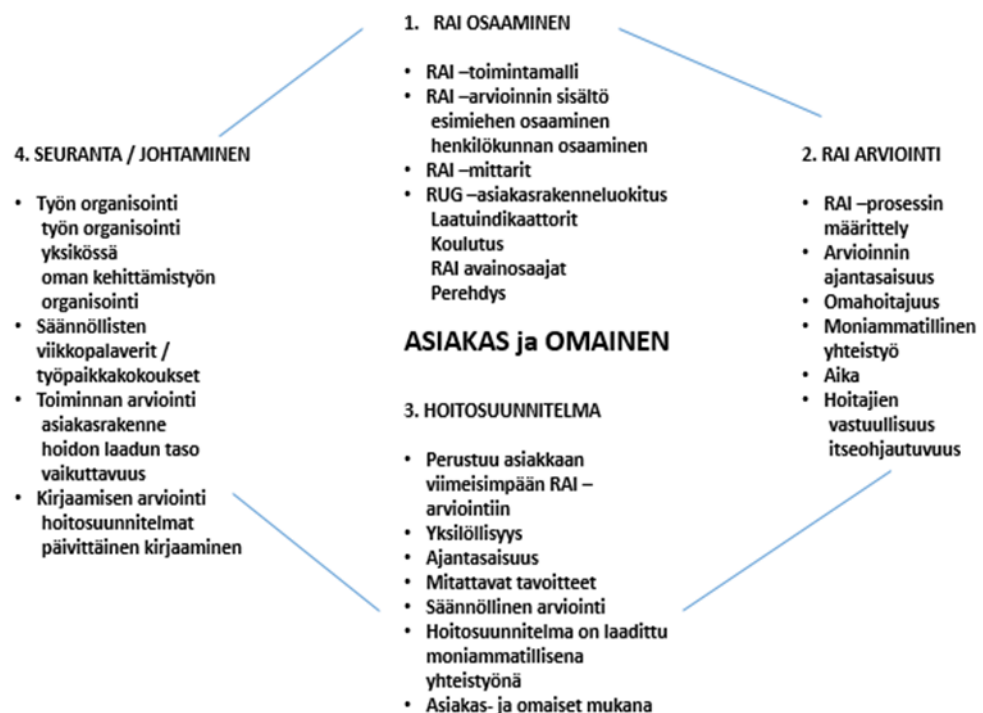 1. RAI OSAAMINEN
• RAI –toimintamalli
• RAI –arvioinnin sisältö
esimiehen osaaminen
henkilökunnan osaaminen
• RAI –mittarit
• RUG –asiakasrakenneluokitus
Laatuindikaattorit
Koulutus
RAI avainosaajat
Perehdys
2. RAI ARVIOINTI
• RAI –prosessin
määrittely
• Arvioinnin
ajantasaisuus
• Omahoitajuus
• Moniammatillinen
yhteistyö
• Aika
• Hoitajien
vastuullisuus
itseohjautuvuus
ASIAKAS ja OMAINEN
3. HOITOSUUNNITELMA
• Perustuu asiakkaan
viimeisimpään RAI –
arviointiin
• Yksilöllisyys
• Ajantasaisuus
• Mitattavat tavoitteet
• Säännöllinen arviointi
• Hoitosuunnitelma on laadittu
moniammatillisena
yhteistyönä
• Asiakas- ja omaiset mukana
4. SEURANTA / JOHTAMINEN
• Työn organisointi
työn organisointi
yksikössä
oman kehittämistyön
organisointi
• Säännöllisten
viikkopalaverit /
työpaikkakokoukset
• Toiminnan arviointi
asiakasrakenne
hoidon laadun taso
vaikuttavuus
• Kirjaamisen arviointi
hoitosuunnitelmat
päivittäinen kirjaaminen